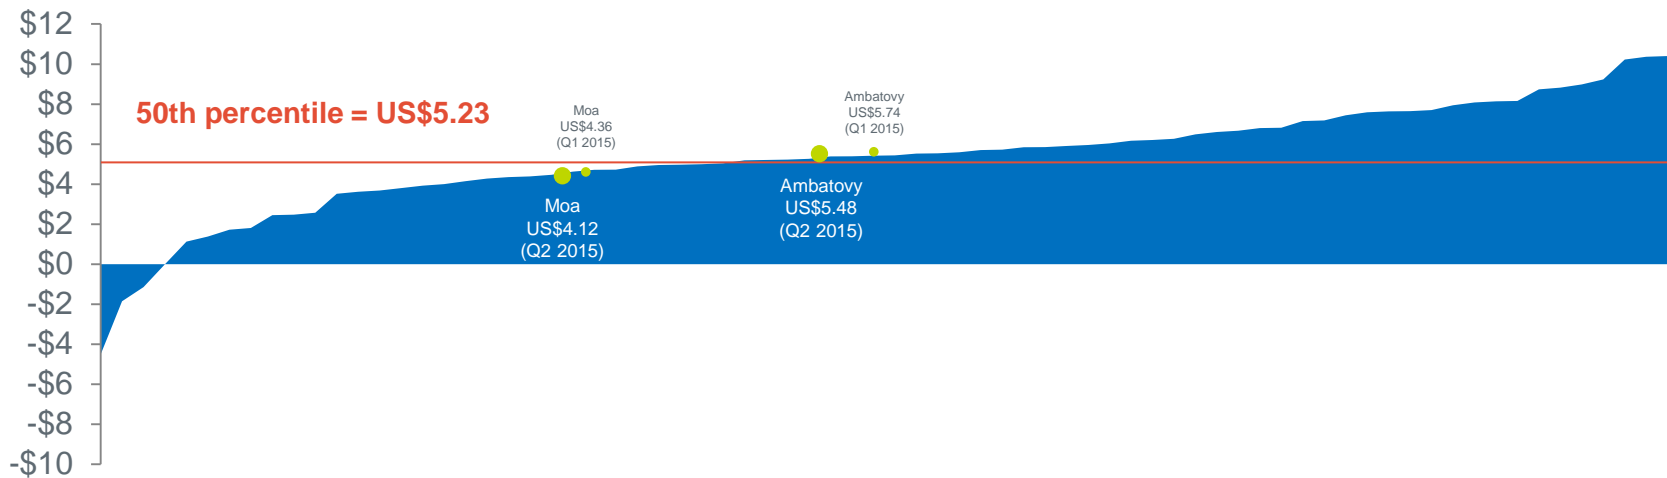 $12
$10
$8
$6
$4
$2
$0
-$2
-$4
-$6
-$8
-$10
50th percentile = US$5.23
Moa
US$4.36
(Q1 2015)
Ambatovy
US$5.74
(Q1 2015)
Moa
US$4.12
(Q2 2015)
Ambatovy
US$5.48
(Q2 2015)